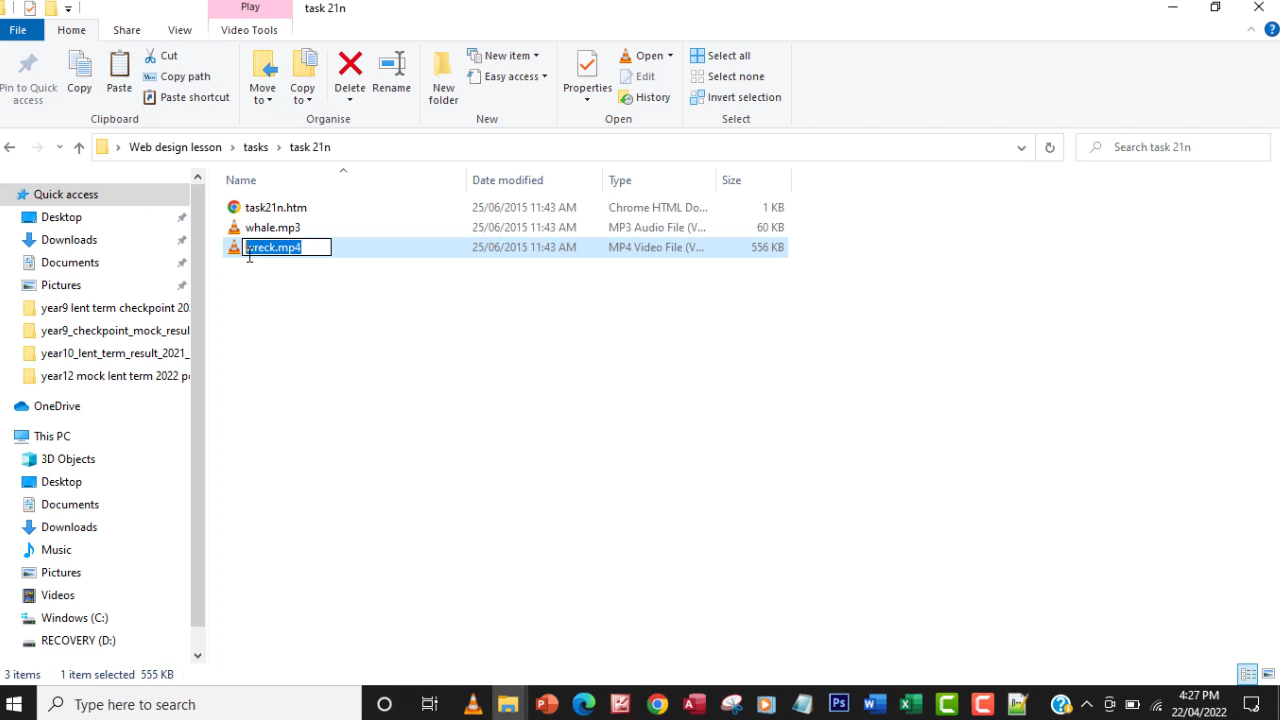 Play
task 21n
File
Home
Share
View
Video Tools
Pin to Quick access
Copy
Paste
Cut
Copy path
Paste shortcut
Clipboard
Move to
Copy to
Delete
Rename
Organise
New folder
New item
Easy access
New
Properties
Open
Edit
History
Open
Select all
Select none
Invert selection
Select
Web design lesson
tasks
task 21n
Search task 21n
Name
Date modified
Type
Size
task21n.htm 25/06/2015 11:43 AM Chrome HTML Do... 1 KB
whale.mp3 25/06/2015 11:43 AM MP3 Audio File (V... 60 KB
wreck.mp4 25/06/2015 11:43 AM MP4 Video File (V... 556 KB
Quick access
Desktop
Downloads
Documents
Pictures
year9 lent term checkpoint 20
year9_checkpoint_mock_resul
year10_lent_term_result_2021_
year12 mock lent term 2022 p
OneDrive
This PC
3D Objects
Desktop
Documents
Downloads
Music
Pictures
Videos
Windows (C:)
RECOVERY (D:)
3 items
1 item selected 555 KB
Type here to search
4:27 PM
22/04/2022